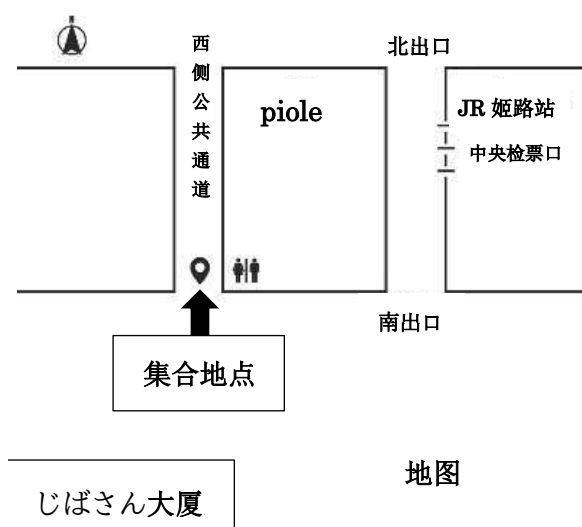 N
西侧公共通道
北出口
piole
JR 姬路站
中央检票口
南出口
集合地点
地图
じばさん大厦